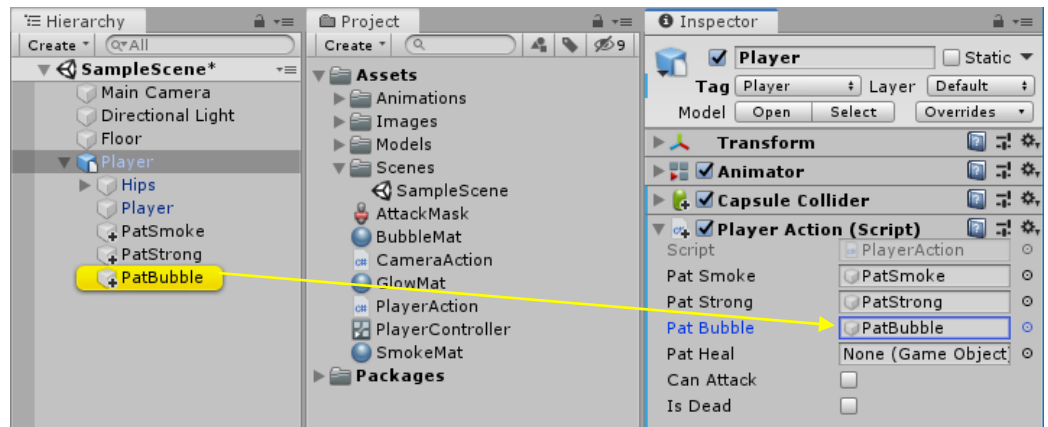 Hierarchy
Create
All
SampleScene*
Main Camera
Directional Light
Floor
Player
Hips
Player
PatSmoke
PatStrong
PatBubble
Project
Create
9
Assets
Animations
Images
Models
Scenes
SampleScene
AttackMask
BubbleMat
CameraAction
GlowMat
PlayerAction
PlayerController
SmokeMat
Packages
Inspector
Player Static
Tag Player Layer Default
Model Open Select Overrides
Transform
Animator
Capsule Collider
Player Action (Script)
Script PlayerAction
Pat Smoke PatSmoke
Pat Strong PatStrong
Pat Bubble PatBubble
Pat Heal None (Game Object)
Can Attack
Is Dead